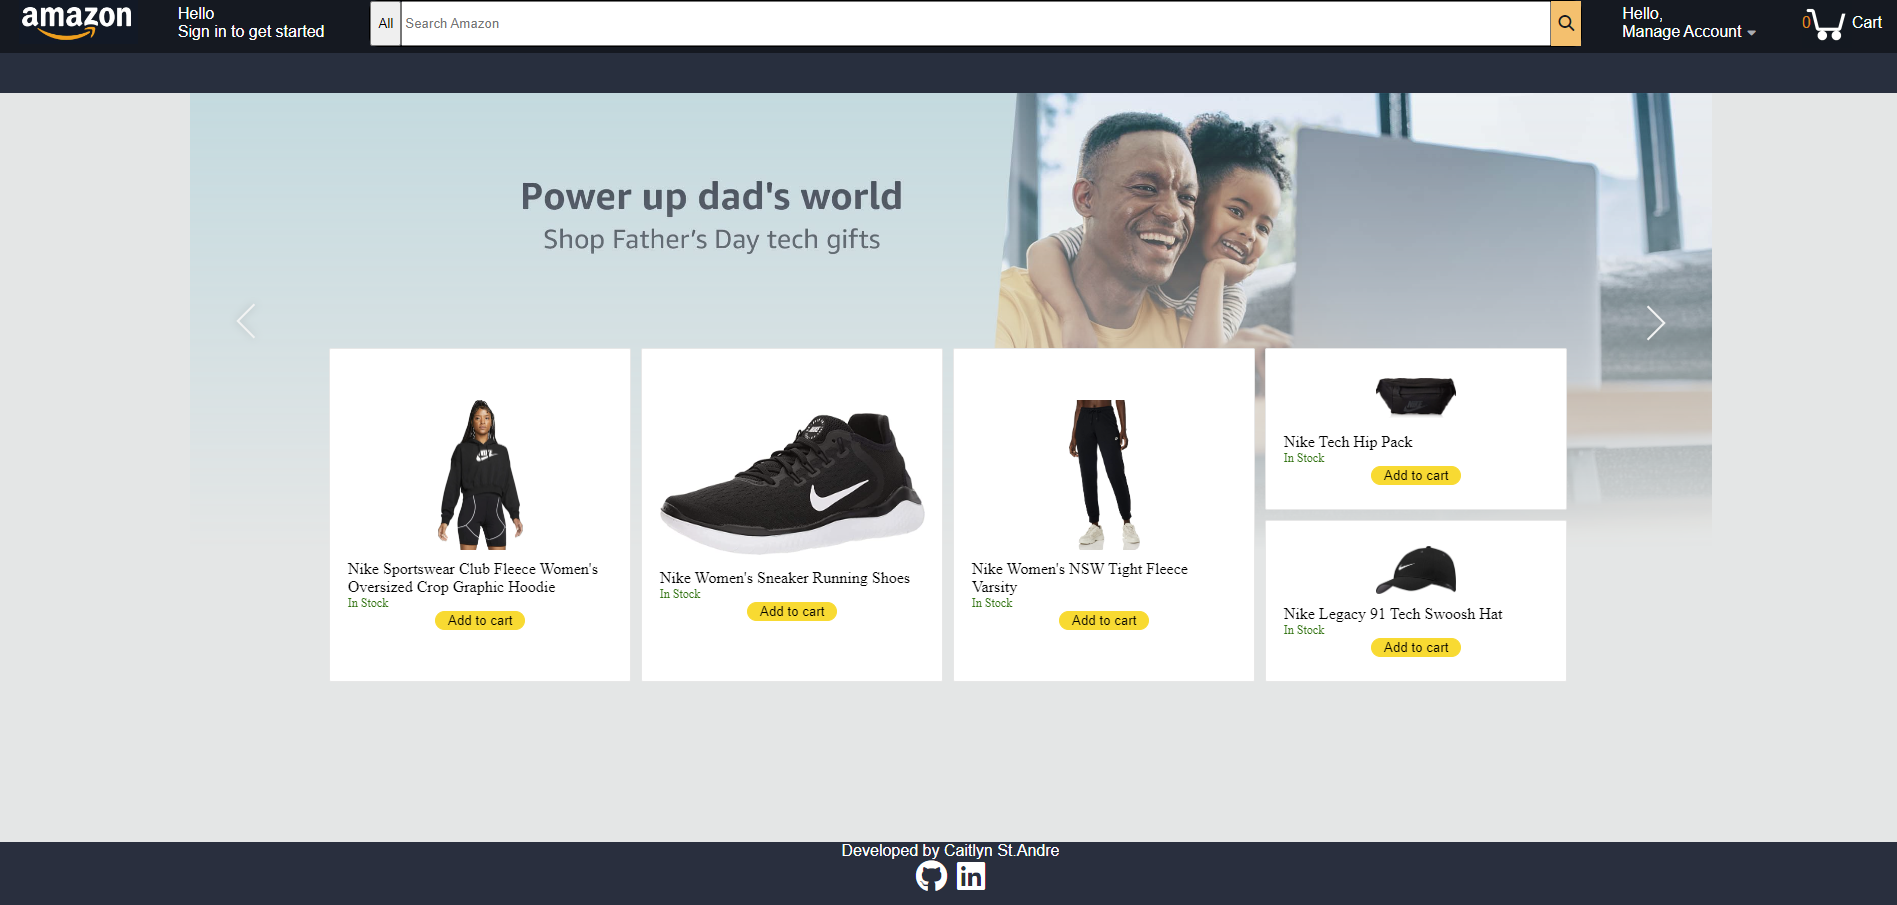 amazon
Hello
Sign in to get started
All
Search Amazon
Hello,
Manage Account
0
Cart
Power up dad's world
Shop Father’s Day tech gifts
Nike Sportswear Club Fleece Women's
Oversized Crop Graphic Hoodie
In Stock
Add to cart
Nike Women's Sneaker Running Shoes
In Stock
Add to cart
Nike Women's NSW Tight Fleece
Varsity
In Stock
Add to cart
Nike Tech Hip Pack
In Stock
Add to cart
Nike Legacy 91 Tech Swoosh Hat
In Stock
Add to cart
Developed by Caitlyn St.Andre
in